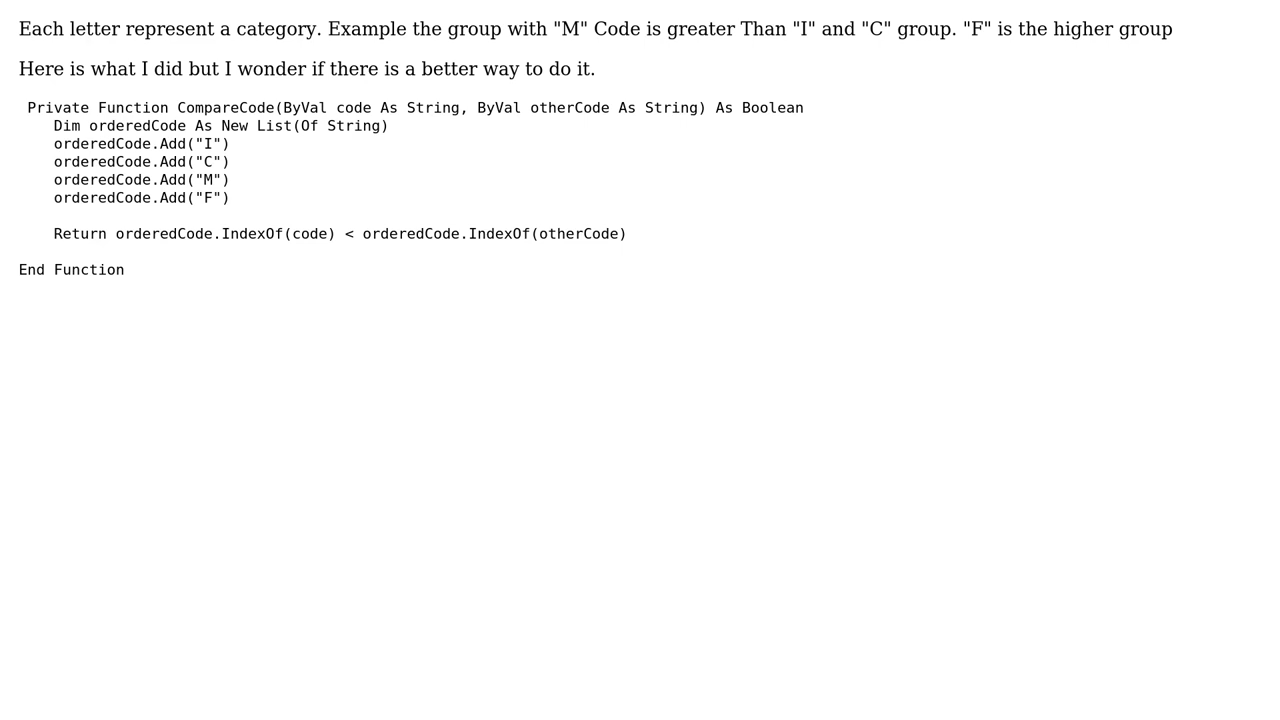 Each letter represent a category. Example the group with "M" Code is greater Than "I" and "C" group. "F" is the higher group
Here is what I did but I wonder if there is a better way to do it.
Private Function CompareCode(ByVal code As String, ByVal otherCode As String) As Boolean
Dim orderedCode As New List(Of String)
orderedCode.Add("I")
orderedCode.Add("C")
orderedCode.Add("M")
orderedCode.Add("F")
Return orderedCode.IndexOf(code) < orderedCode.IndexOf(otherCode)
End Function